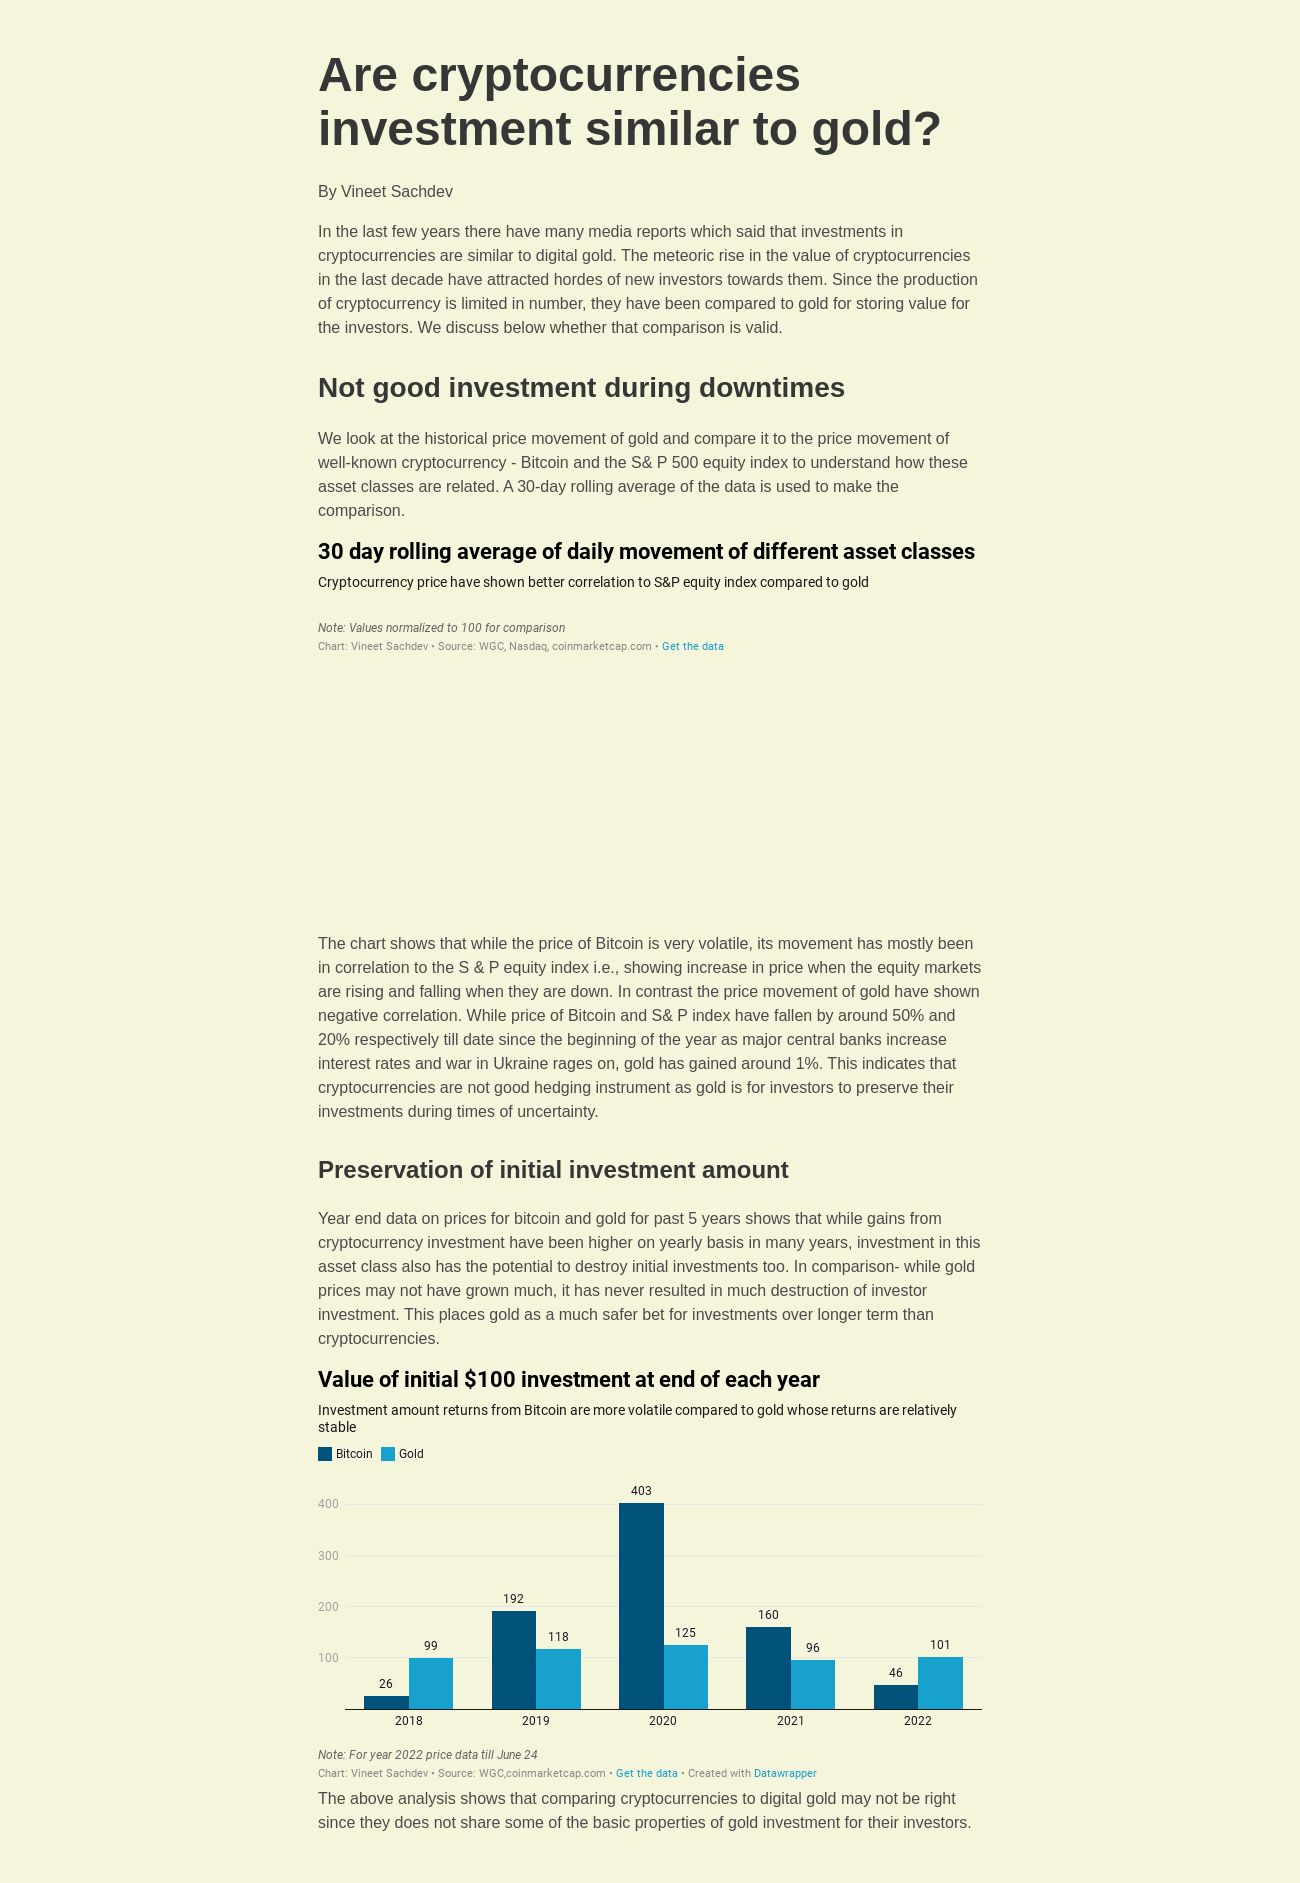 Are cryptocurrencies
investment similar to gold?
By Vineet Sachdev
In the last few years there have many media reports which said that investments in
cryptocurrencies are similar to digital gold. The meteoric rise in the value of cryptocurrencies
in the last decade have attracted hordes of new investors towards them. Since the production
of cryptocurrency is limited in number, they have been compared to gold for storing value for
the investors. We discuss below whether that comparison is valid.
Not good investment during downtimes
We look at the historical price movement of gold and compare it to the price movement of
well-known cryptocurrency - Bitcoin and the S& P 500 equity index to understand how these
asset classes are related. A 30-day rolling average of the data is used to make the
comparison.
30 day rolling average of daily movement of different asset classes
Cryptocurrency price have shown better correlation to S&P equity index compared to gold
Note: Values normalized to 100 for comparison
Chart: Vineet Sachdev • Source: WGC, Nasdaq, coinmarketcap.com • Get the data
The chart shows that while the price of Bitcoin is very volatile, its movement has mostly been
in correlation to the S & P equity index i.e., showing increase in price when the equity markets
are rising and falling when they are down. In contrast the price movement of gold have shown
negative correlation. While price of Bitcoin and S& P index have fallen by around 50% and
20% respectively till date since the beginning of the year as major central banks increase
interest rates and war in Ukraine rages on, gold has gained around 1%. This indicates that
cryptocurrencies are not good hedging instrument as gold is for investors to preserve their
investments during times of uncertainty.
Preservation of initial investment amount
Year end data on prices for bitcoin and gold for past 5 years shows that while gains from
cryptocurrency investment have been higher on yearly basis in many years, investment in this
asset class also has the potential to destroy initial investments too. In comparison- while gold
prices may not have grown much, it has never resulted in much destruction of investor
investment. This places gold as a much safer bet for investments over longer term than
cryptocurrencies.
Value of initial $100 investment at end of each year
Investment amount returns from Bitcoin are more volatile compared to gold whose returns are relatively
stable
Bitcoin Gold
403
400
300
192
200
160
118
125
99
96
101
100
26
46
2018 2019 2020 2021 2022
Note: For year 2022 price data till June 24
Chart: Vineet Sachdev • Source: WGC,coinmarketcap.com • Get the data • Created with Datawrapper
The above analysis shows that comparing cryptocurrencies to digital gold may not be right
since they does not share some of the basic properties of gold investment for their investors.